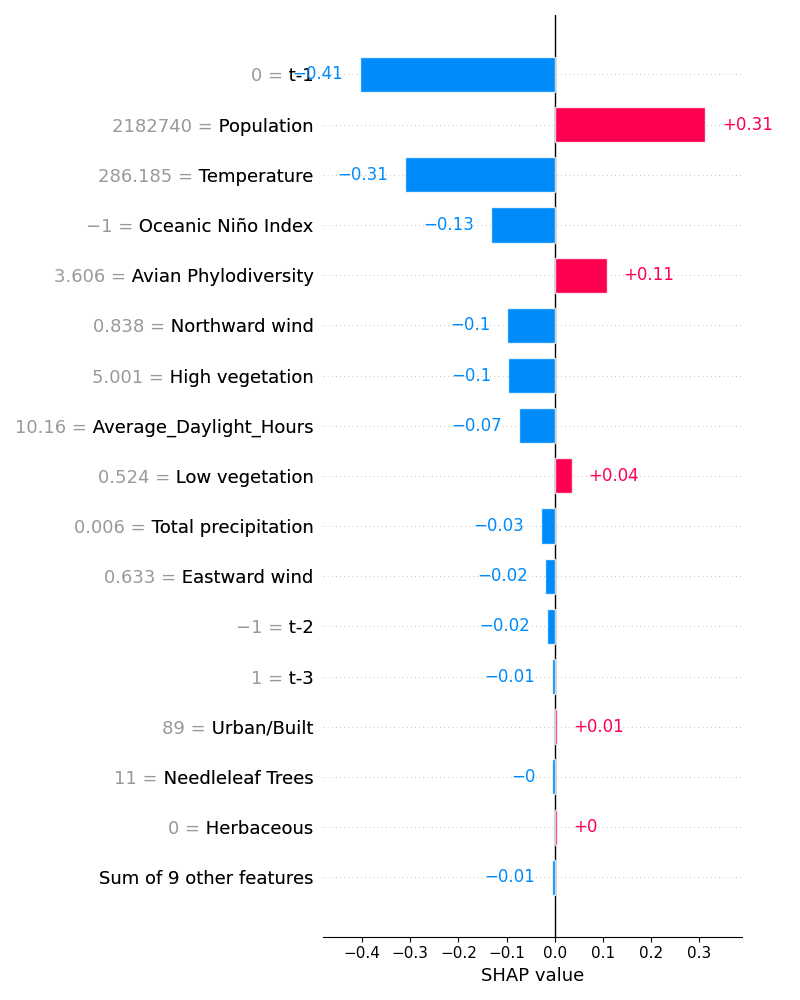 0 = t-1 −0.41
2182740 = Population +0.31
286.185 = Temperature −0.31
−1 = Oceanic Niño Index −0.13
3.606 = Avian Phylodiversity +0.11
0.838 = Northward wind −0.1
5.001 = High vegetation −0.1
10.16 = Average_Daylight_Hours −0.07
0.524 = Low vegetation +0.04
0.006 = Total precipitation −0.03
0.633 = Eastward wind −0.02
−1 = t-2 −0.02
1 = t-3 −0.01
89 = Urban/Built +0.01
11 = Needleleaf Trees −0
0 = Herbaceous +0
Sum of 9 other features −0.01
−0.4 −0.3 −0.2 −0.1 0.0 0.1 0.2 0.3
SHAP value